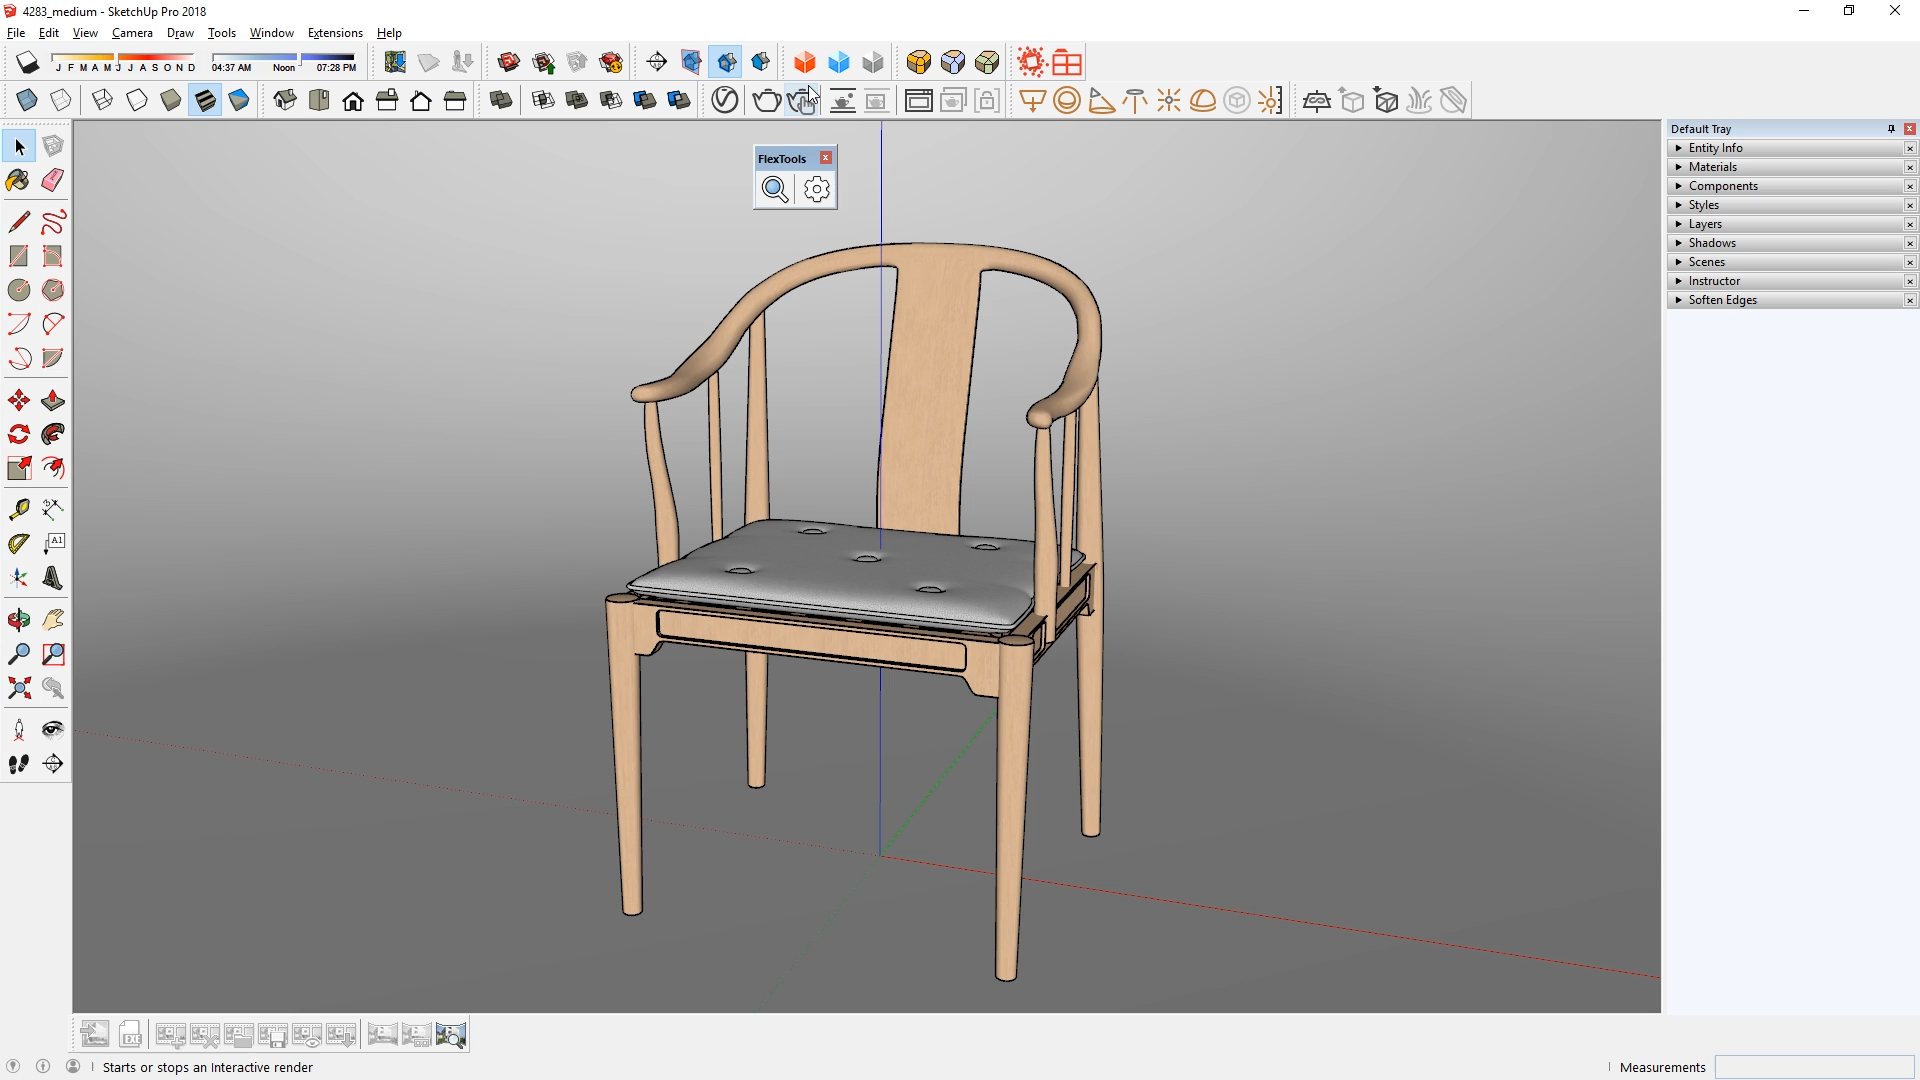 4283_medium - SketchUp Pro 2018
File Edit View Camera Draw Tools Window Extensions Help
J F M A M J J A S O N D
04:37 AM Noon 07:28 PM
FlexTools
Default Tray
Entity Info
Materials
Components
Styles
Layers
Shadows
Scenes
Instructor
Soften Edges
A1
EXE
Starts or stops an Interactive render
Measurements